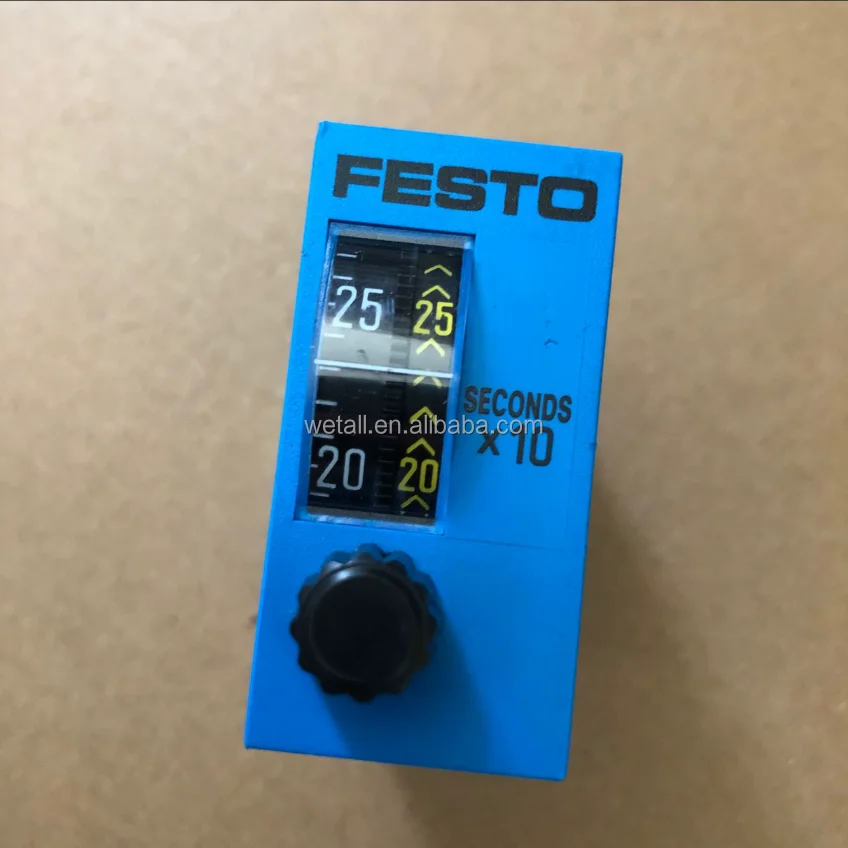 FESTO
25 25
SECONDS
x 10
wetall.en.alibaba.com
20 20